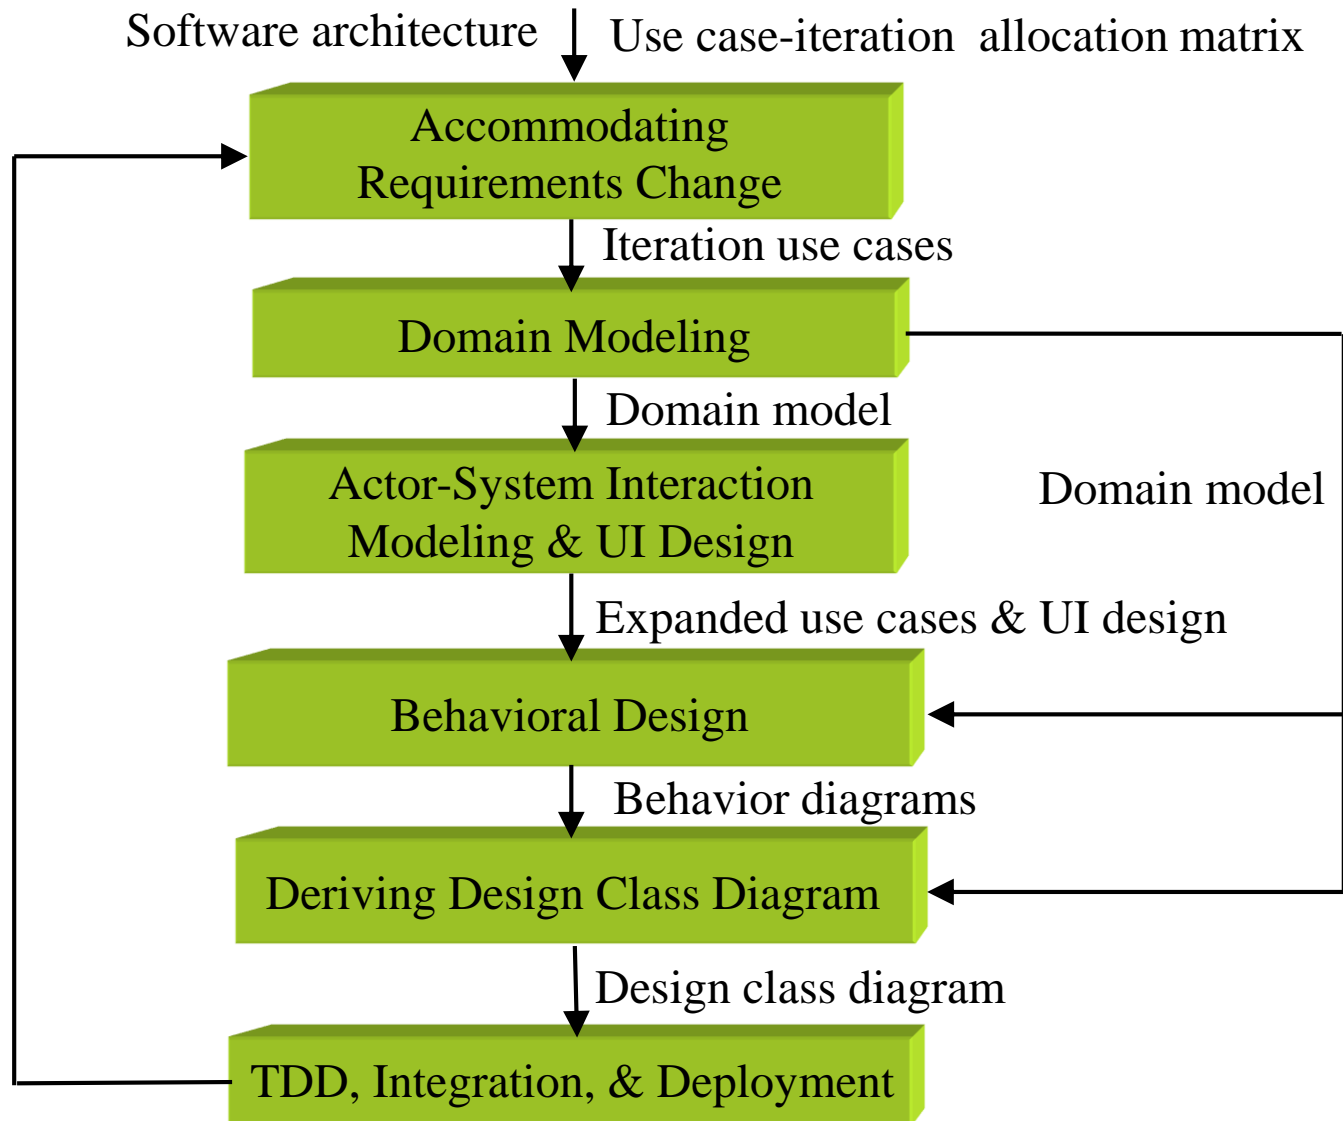 Software architecture
Use case-iteration allocation matrix
Accommodating
Requirements Change
Iteration use cases
Domain Modeling
Domain model
Actor-System Interaction
Modeling & UI Design
Domain model
Expanded use cases & UI design
Behavioral Design
Behavior diagrams
Deriving Design Class Diagram
Design class diagram
TDD, Integration, & Deployment